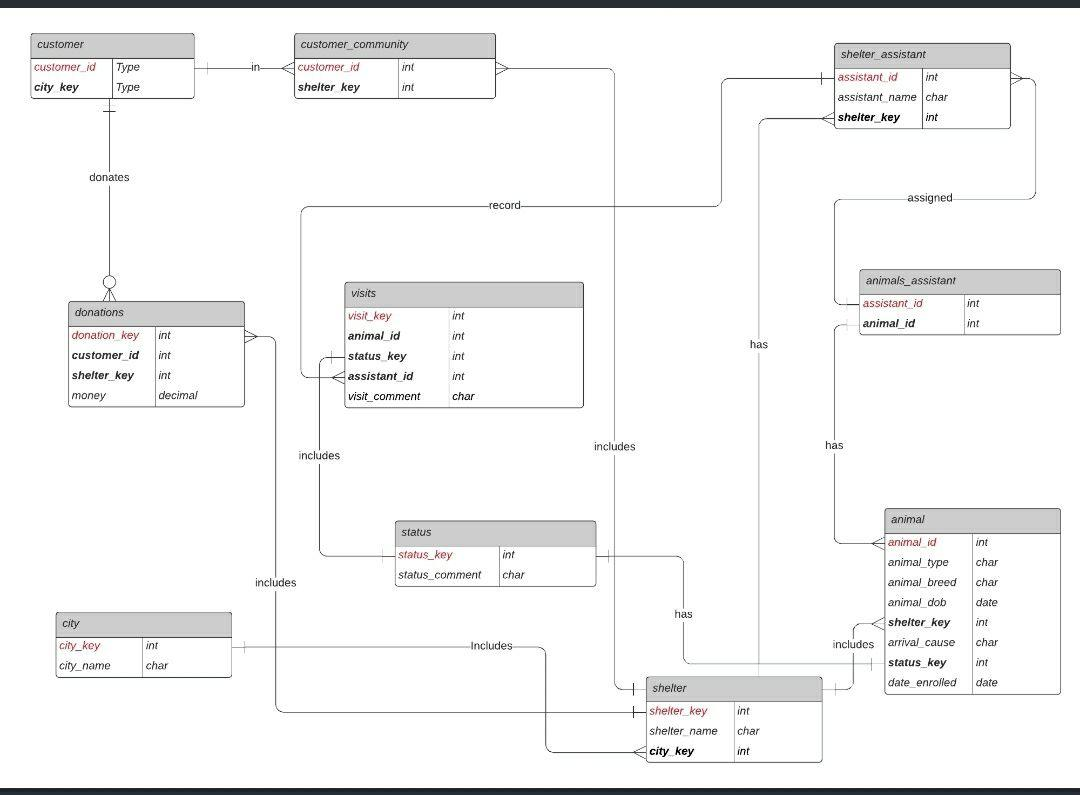 customer
customer_id Type
city_key Type
in
customer_community
customer_id int
shelter_key int
shelter_assistant
assistant_id int
assistant_name char
shelter_key int
donates
record
assigned
donations
donation_key int
customer_id int
shelter_key int
money decimal
visits
visit_key int
animal_id int
status_key int
assistant_id int
visit_comment char
animals_assistant
assistant_id int
animal_id int
has
includes
includes
has
status
status_key int
status_comment char
animal
animal_id int
animal_type char
animal_breed char
animal_dob date
shelter_key int
arrival_cause char
status_key int
date_enrolled date
includes
has
includes
city
city_key int
city_name char
Includes
shelter
shelter_key int
shelter_name char
city_key int